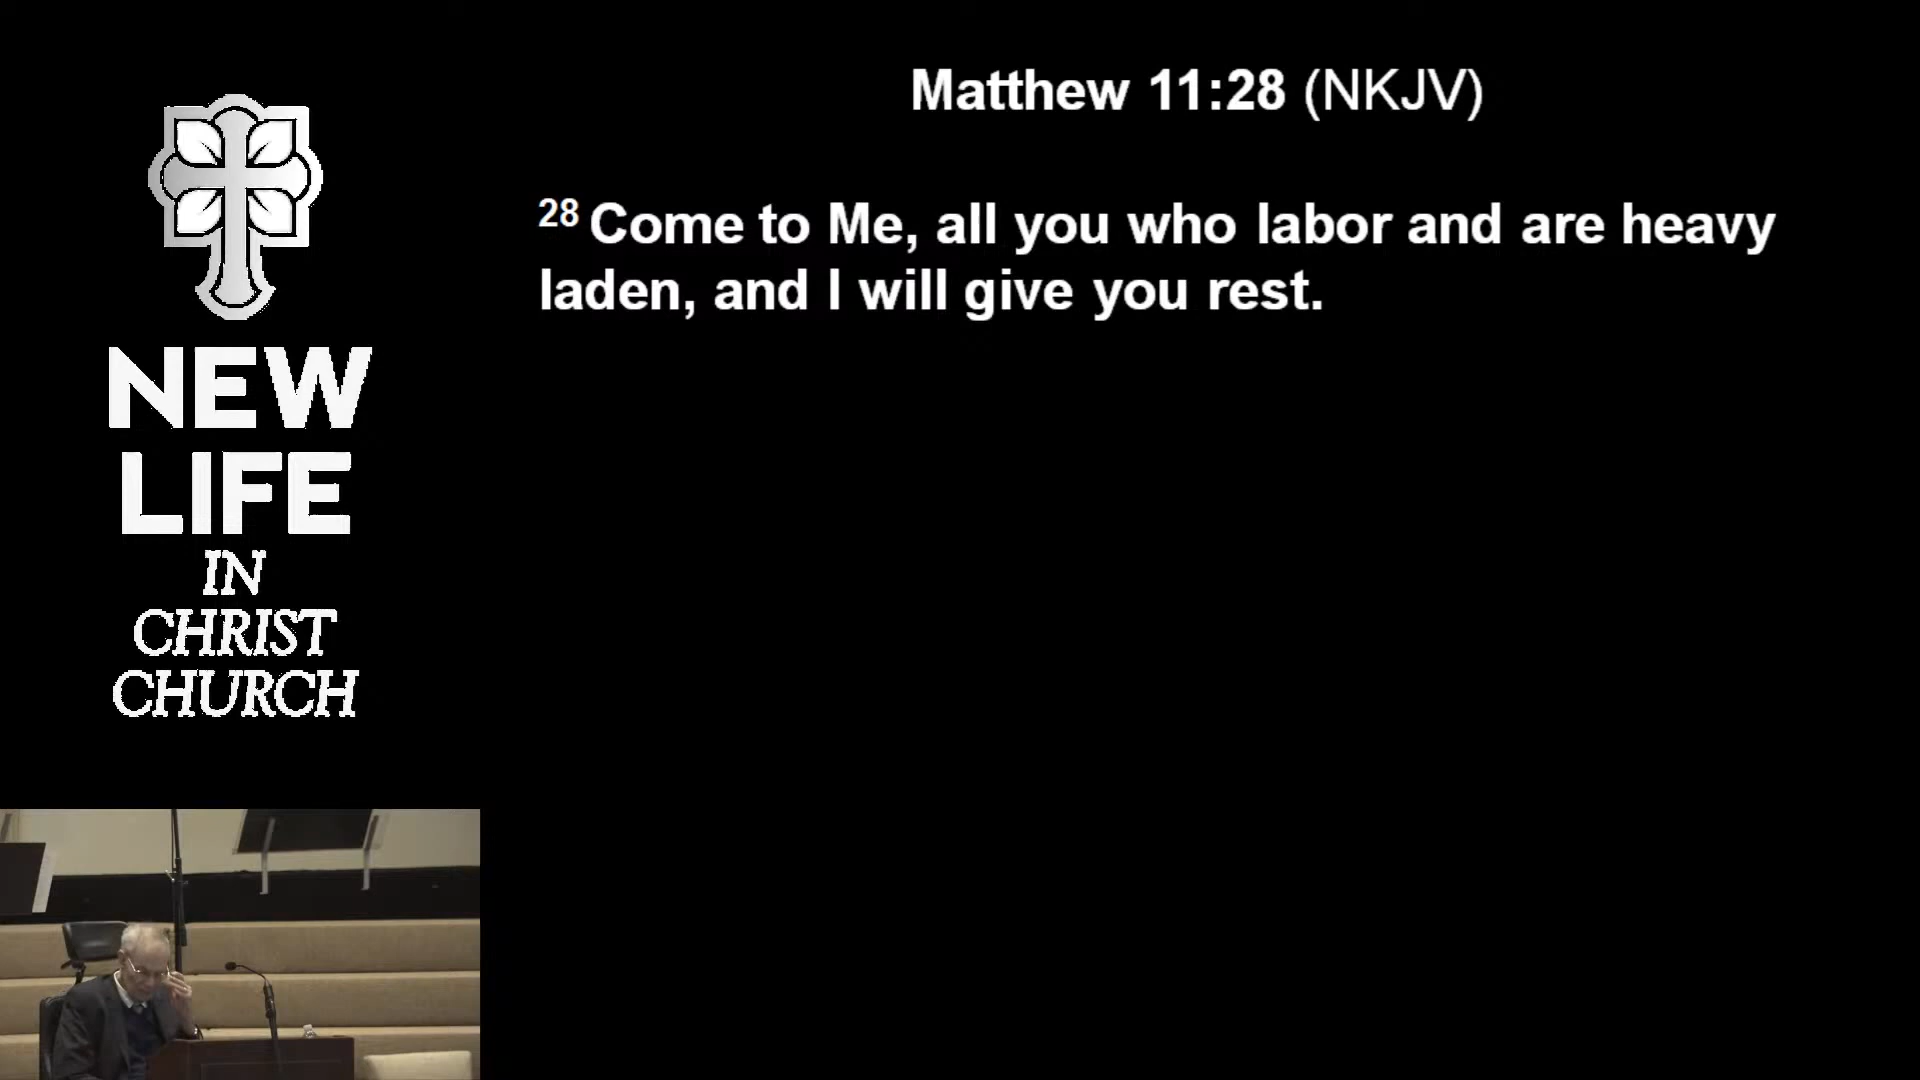 Matthew 11:28 (NKJV)
28 Come to Me, all you who labor and are heavy
laden, and I will give you rest.
NEW
LIFE
IN
CHRIST
CHURCH